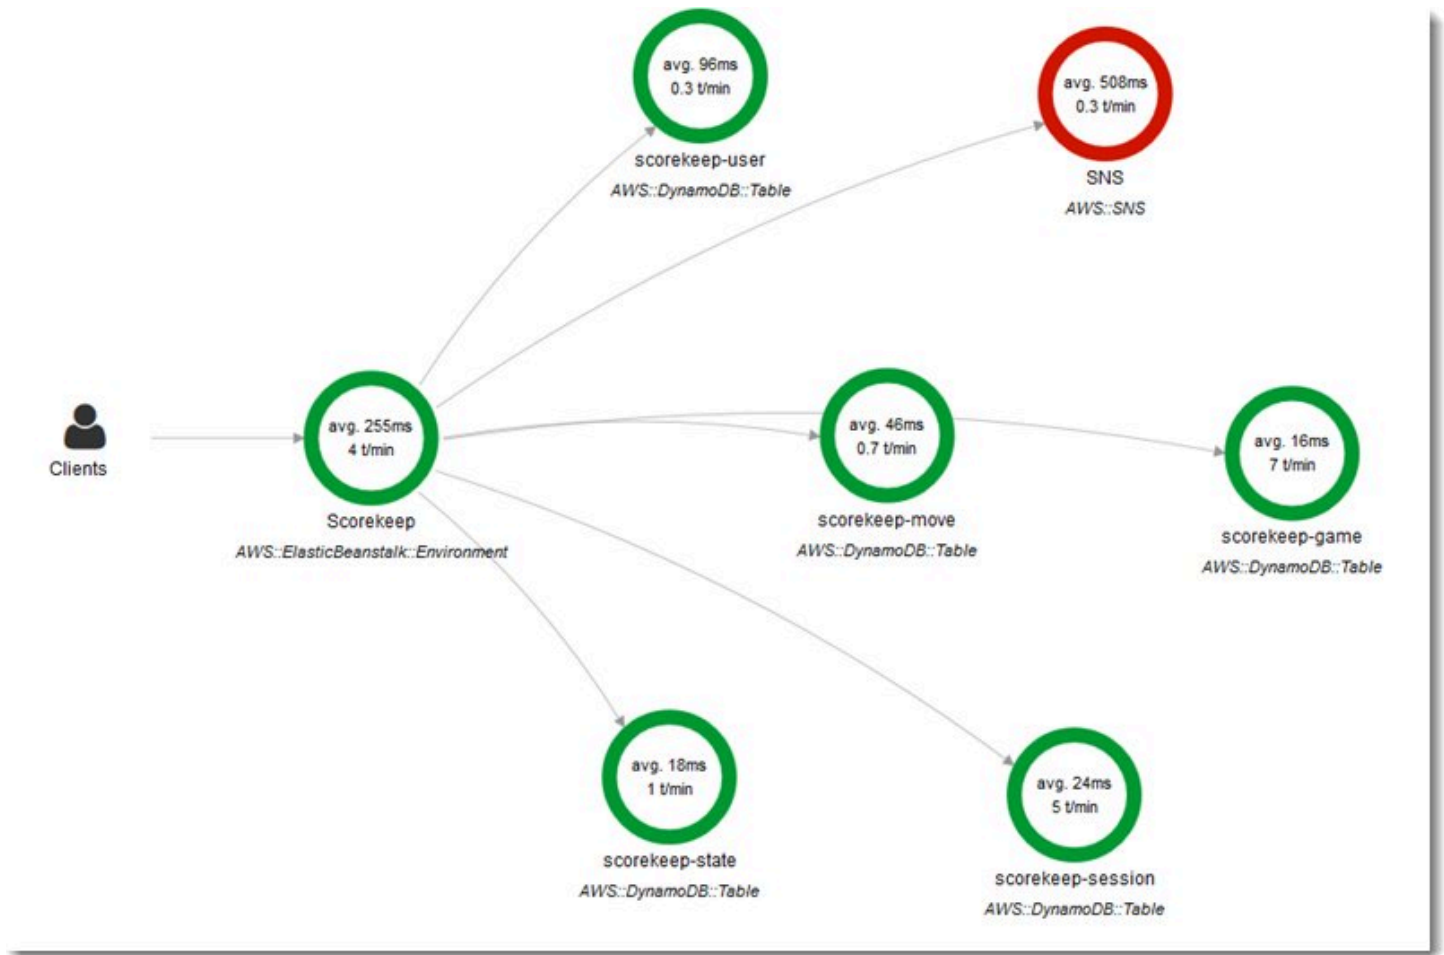 avg. 96ms
0.3 t/min
scorekeep-user
AWS::DynamoDB::Table
avg. 508ms
0.3 t/min
SNS
AWS::SNS
Clients
avg. 255ms
4 t/min
Scorekeep
AWS::ElasticBeanstalk::Environment
avg. 46ms
0.7 t/min
scorekeep-move
AWS::DynamoDB::Table
avg. 16ms
7 t/min
scorekeep-game
AWS::DynamoDB::Table
avg. 18ms
1 t/min
scorekeep-state
AWS::DynamoDB::Table
avg. 24ms
5 t/min
scorekeep-session
AWS::DynamoDB::Table